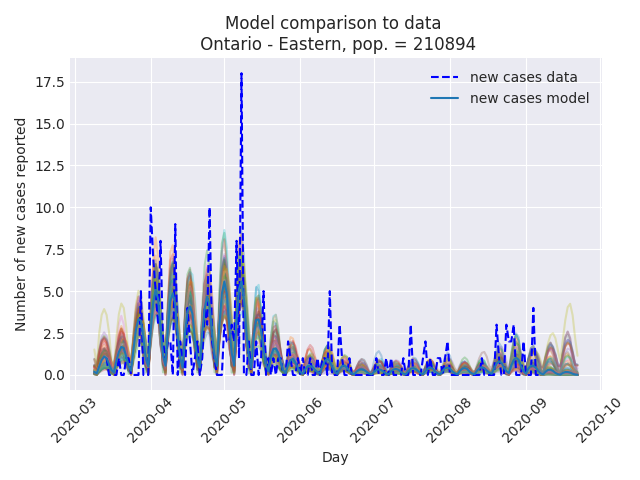 Model comparison to data
Ontario - Eastern, pop. = 210894
new cases data
new cases model
Number of new cases reported
17.5
15.0
12.5
10.0
7.5
5.0
2.5
0.0
2020-03
2020-04
2020-05
2020-06
2020-07
2020-08
2020-09
2020-10
Day